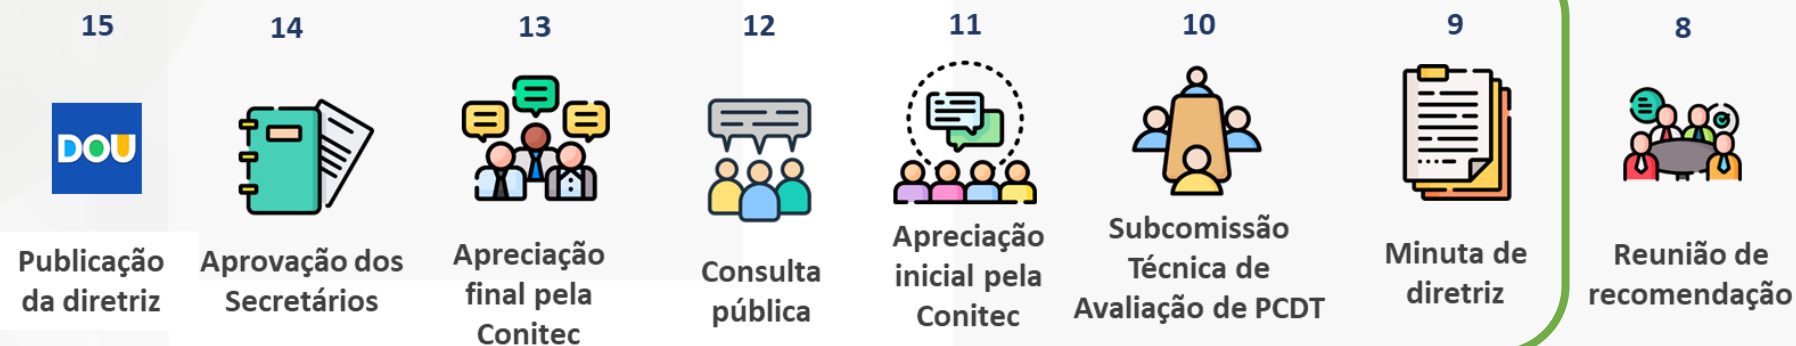 15
DOU
Publicação
da diretriz
14
Aprovação dos
Secretários
13
Apreciação
final pela
Conitec
12
Consulta
pública
11
Apreciação
inicial pela
Conitec
10
Subcomissão
Técnica de
Avaliação de PCDT
9
Minuta de
diretriz
8
Reunião de
recomendação